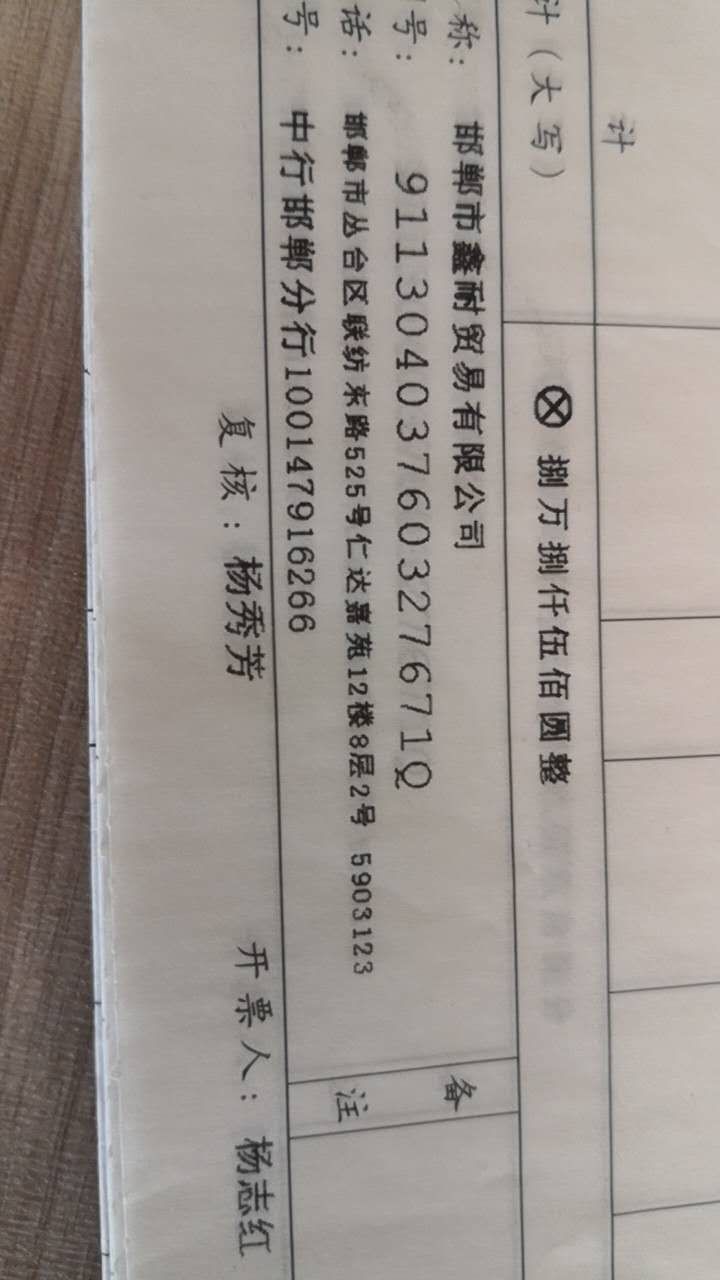 计
计（大写） ⊗ 捌万捌仟伍佰圆整
称： 邯郸市鑫耐贸易有限公司
号： 91130403760327671Q
话： 邯郸市丛台区联纺东路525号仁达嘉苑12楼8层2号 5903123
号： 中行邯郸分行100147916266
备注
复核： 杨秀芳 开票人： 杨志红